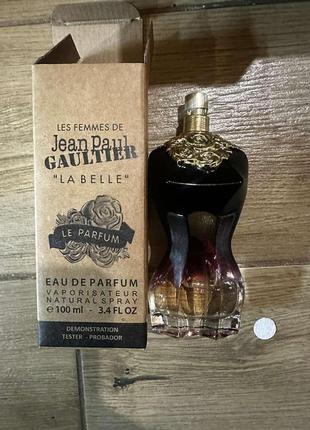 LES FEMMES DE
Jean Paul
GAULTIER
"LA BELLE"
LE PARFUM
EAU DE PARFUM
VAPORISATEUR
NATURAL SPRAY
℮ 100 ml - 3.4 FL OZ
DEMONSTRATION
TESTER - PROBADOR